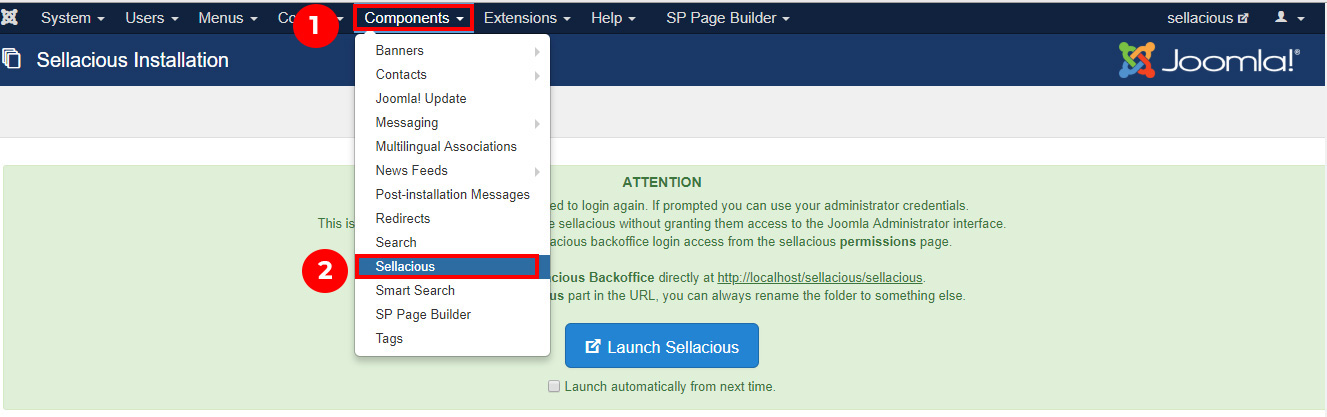 System Users Menus Co 1 Components Extensions Help SP Page Builder sellacious
Sellacious Installation
Joomla!®
Banners
Contacts
Joomla! Update
Messaging
Multilingual Associations
News Feeds
Post-installation Messages
Redirects
Search
2 Sellacious
Smart Search
SP Page Builder
Tags
ATTENTION
ed to login again. If prompted you can use your administrator credentials.
This is e sellacious without granting them access to the Joomla Administrator interface.
acious backoffice login access from the sellacious permissions page.
cious Backoffice directly at http://localhost/sellacious/sellacious.
us part in the URL, you can always rename the folder to something else.
Launch Sellacious
Launch automatically from next time.